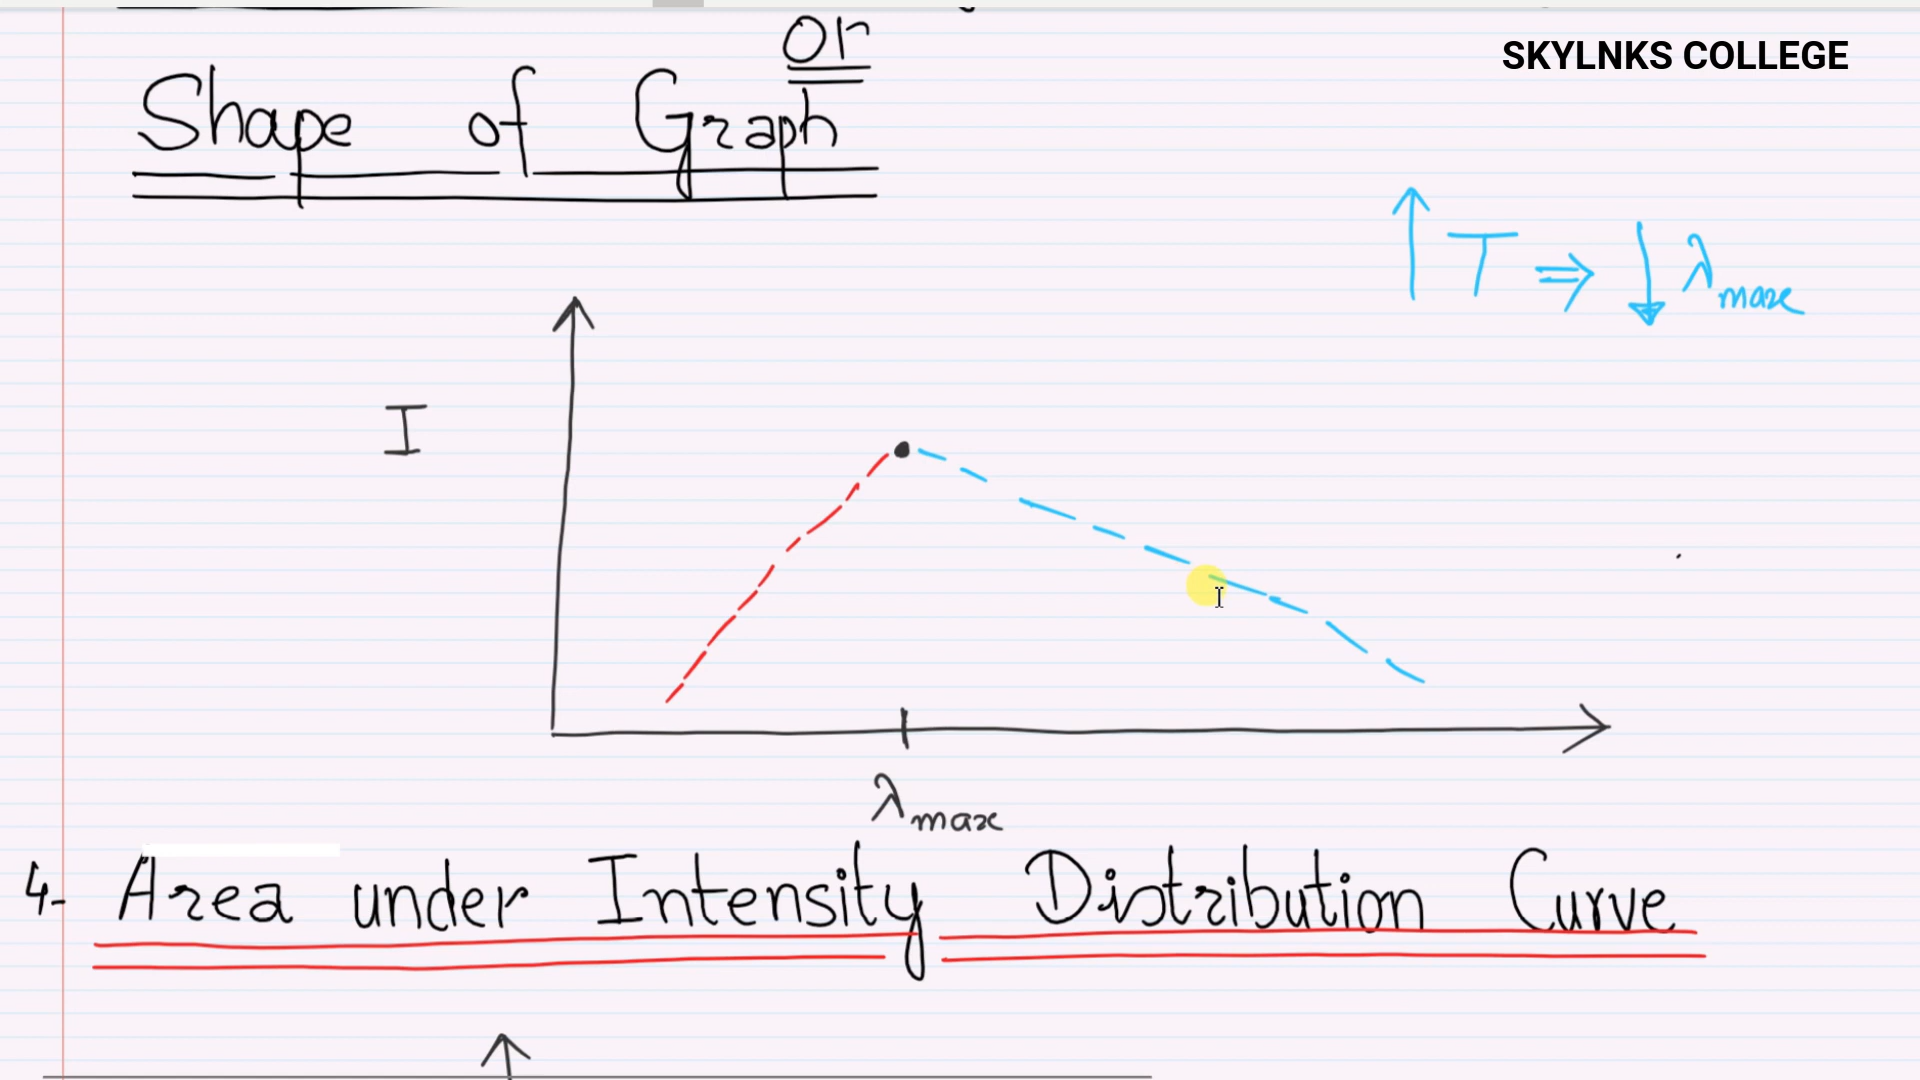 or
SKYLNKS COLLEGE
Shape of Graph
↑ T ⇒ ↓ λmax
I
λmax
4- Area under Intensity Distribution Curve